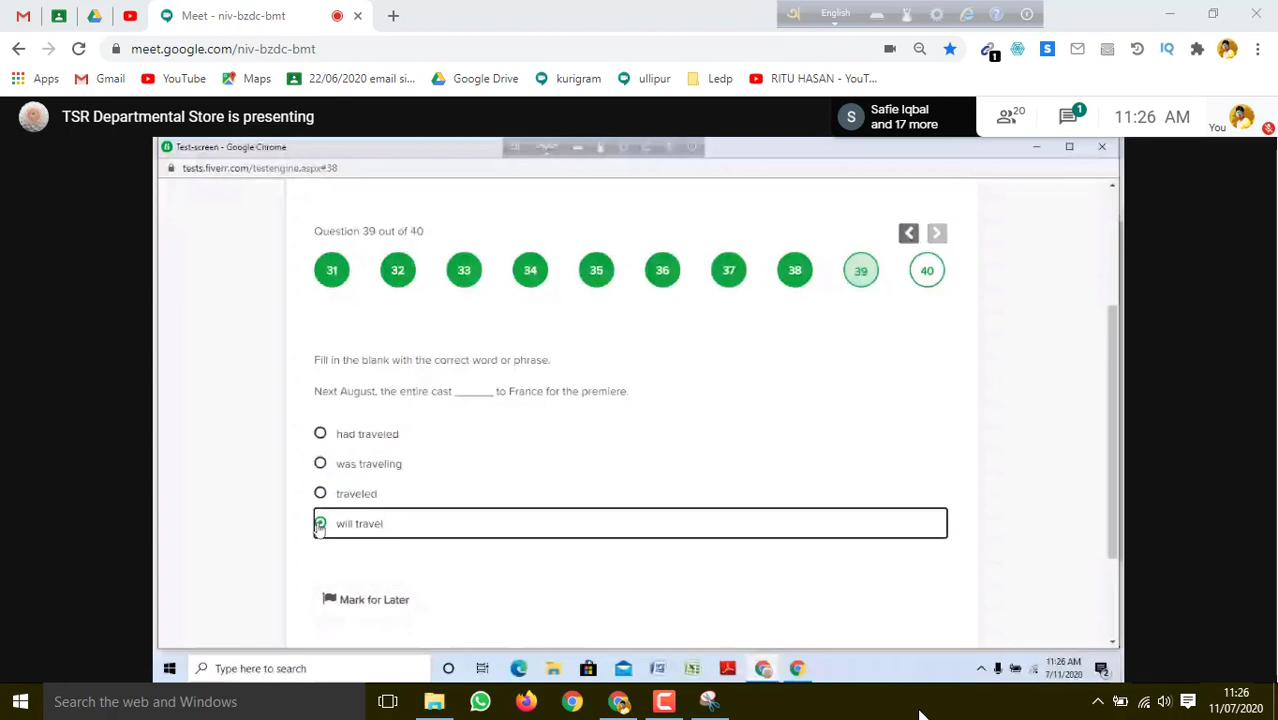 Meet - niv-bzdc-bmt
English
meet.google.com/niv-bzdc-bmt
1
S
IQ
Apps
Gmail
YouTube
Maps
22/06/2020 email si...
Google Drive
kurigram
ullipur
Ledp
RITU HASAN - YouT...
TSR Departmental Store is presenting
S
Safie Iqbal
and 17 more
20
1
11:26 AM
You
Test-screen - Google Chrome
tests.fiverr.com/testengine.aspx#38
Question 39 out of 40
31
32
33
34
35
36
37
38
39
40
Fill in the blank with the correct word or phrase.
Next August, the entire cast ______ to France for the premiere.
had traveled
was traveling
traveled
will travel
Mark for Later
Type here to search
11:26 AM
7/11/2020
2
Search the web and Windows
11:26
11/07/2020